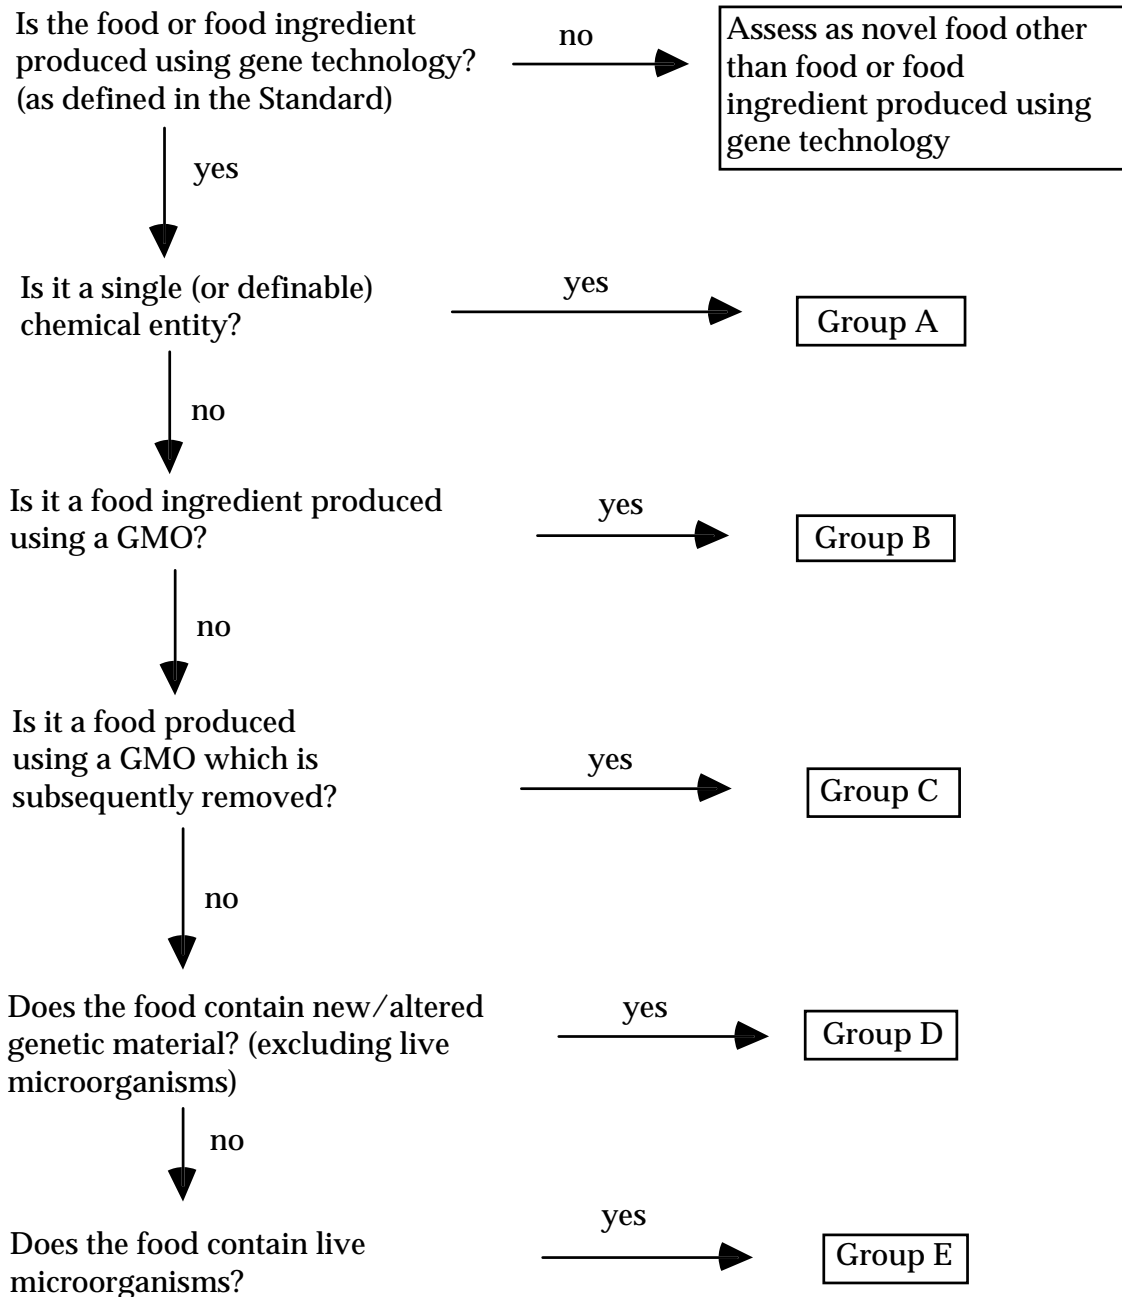 Is the food or food ingredient
produced using gene technology?
(as defined in the Standard)
no
Assess as novel food other
than food or food
ingredient produced using
gene technology
yes
Is it a single (or definable)
chemical entity?
yes
Group A
no
Is it a food ingredient produced
using a GMO?
yes
Group B
no
Is it a food produced
using a GMO which is
subsequently removed?
yes
Group C
no
Does the food contain new/altered
genetic material? (excluding live
microorganisms)
yes
Group D
no
Does the food contain live
microorganisms?
yes
Group E